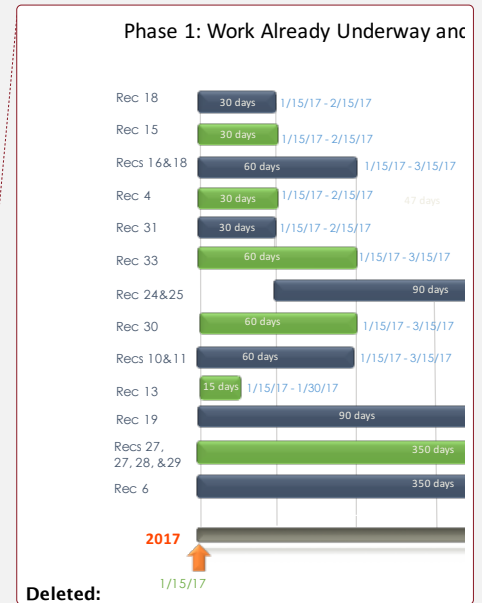 Phase 1: Work Already Underway and
Rec 18 30 days 1/15/17 - 2/15/17
Rec 15 30 days 1/15/17 - 2/15/17
Recs 16&18 60 days 1/15/17 - 3/15/17
Rec 4 30 days 1/15/17 - 2/15/17 47 days
Rec 31 30 days 1/15/17 - 2/15/17
Rec 33 60 days 1/15/17 - 3/15/17
Rec 24&25 90 days
Rec 30 60 days 1/15/17 - 3/15/17
Recs 10&11 60 days 1/15/17 - 3/15/17
Rec 13 15 days 1/15/17 - 1/30/17
Rec 19 90 days
Recs 27,
27, 28, &29 350 days
Rec 6 350 days
2017
1/15/17
Deleted: